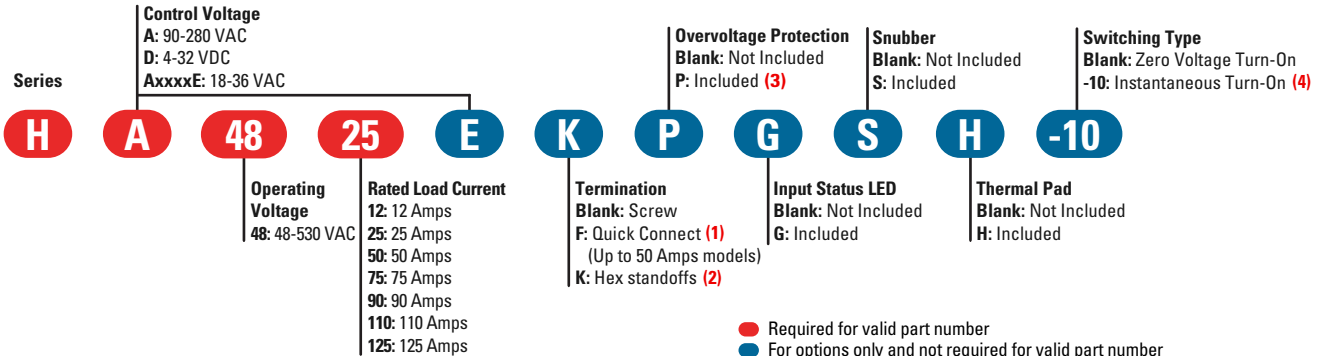 Control Voltage
A: 90-280 VAC
D: 4-32 VDC
AxxxxE: 18-36 VAC
Overvoltage Protection
Blank: Not Included
P: Included (3)
Snubber
Blank: Not Included
S: Included
Switching Type
Blank: Zero Voltage Turn-On
-10: Instantaneous Turn-On (4)
Series
H A 48 25 E K P G S H -10
Operating
Voltage
48: 48-530 VAC
Rated Load Current
12: 12 Amps
25: 25 Amps
50: 50 Amps
75: 75 Amps
90: 90 Amps
110: 110 Amps
125: 125 Amps
Termination
Blank: Screw
F: Quick Connect (1)
(Up to 50 Amps models)
K: Hex standoffs (2)
Input Status LED
Blank: Not Included
G: Included
Thermal Pad
Blank: Not Included
H: Included
Required for valid part number
For options only and not required for valid part number